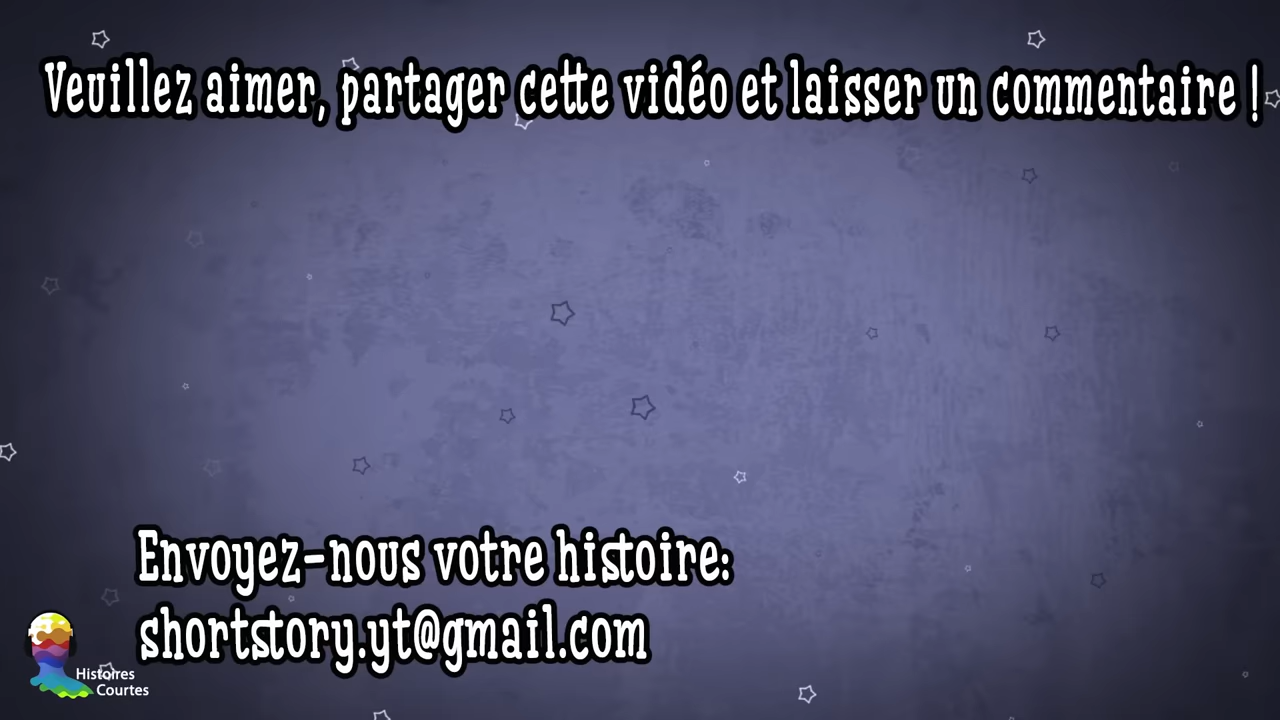 Veuillez aimer, partager cette vidéo et laisser un commentaire !
Envoyez-nous votre histoire:
shortstory.yt@gmail.com
Histoires
Courtes